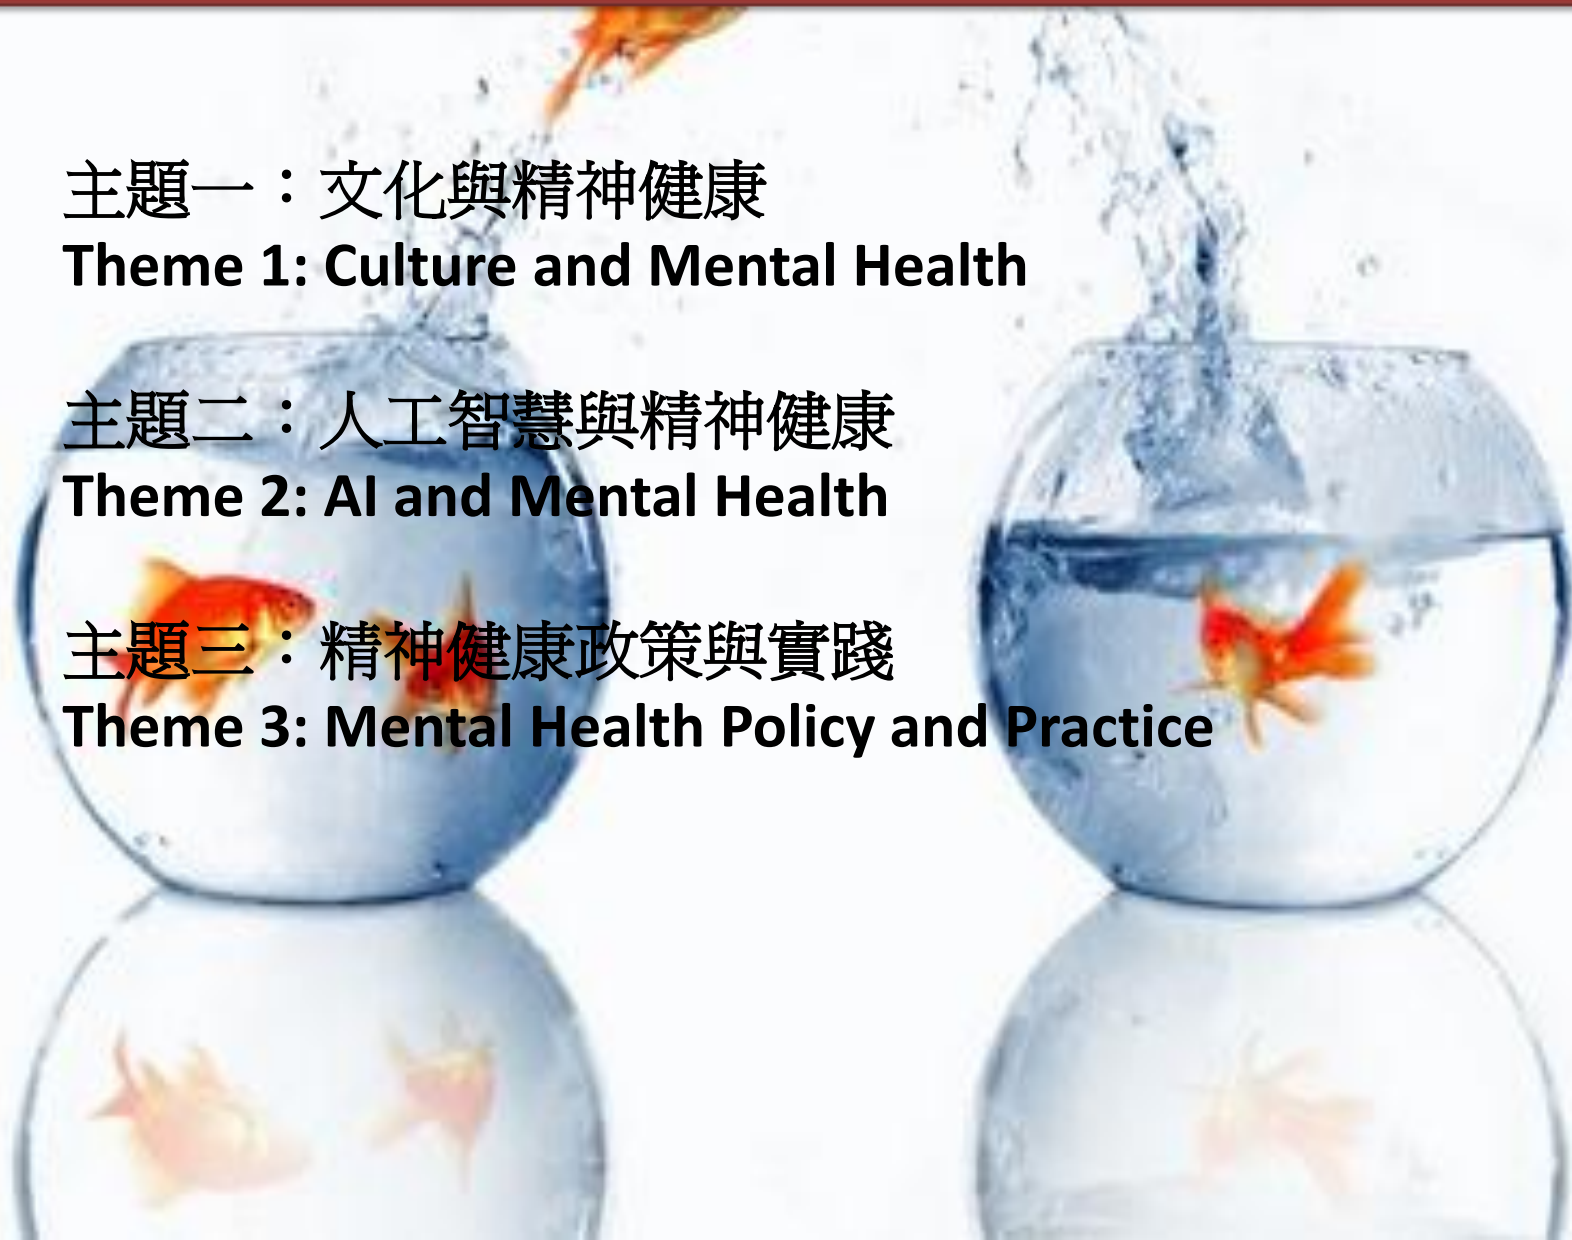 主題一：文化與精神健康
Theme 1: Culture and Mental Health
主題二：人工智慧與精神健康
Theme 2: AI and Mental Health
主題三：精神健康政策與實踐
Theme 3: Mental Health Policy and Practice